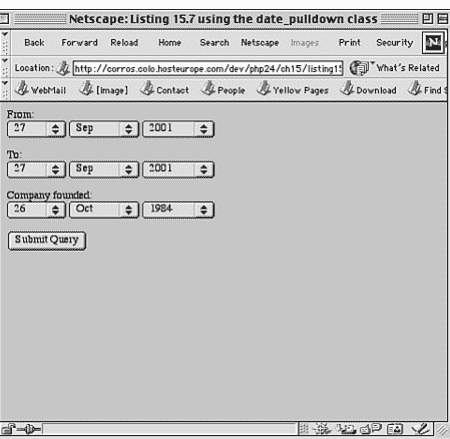 Netscape: Listing 15.7 using the date_pulldown class
Back Forward Reload Home Search Netscape Images Print Security N
Location: http://corros.colo.hosteurope.com/dev/php24/ch15/listing15 What's Related
WebMail [Image] Contact People Yellow Pages Download Find
From:
27 Sep 2001
To:
27 Sep 2001
Company founded:
26 Oct 1984
Submit Query